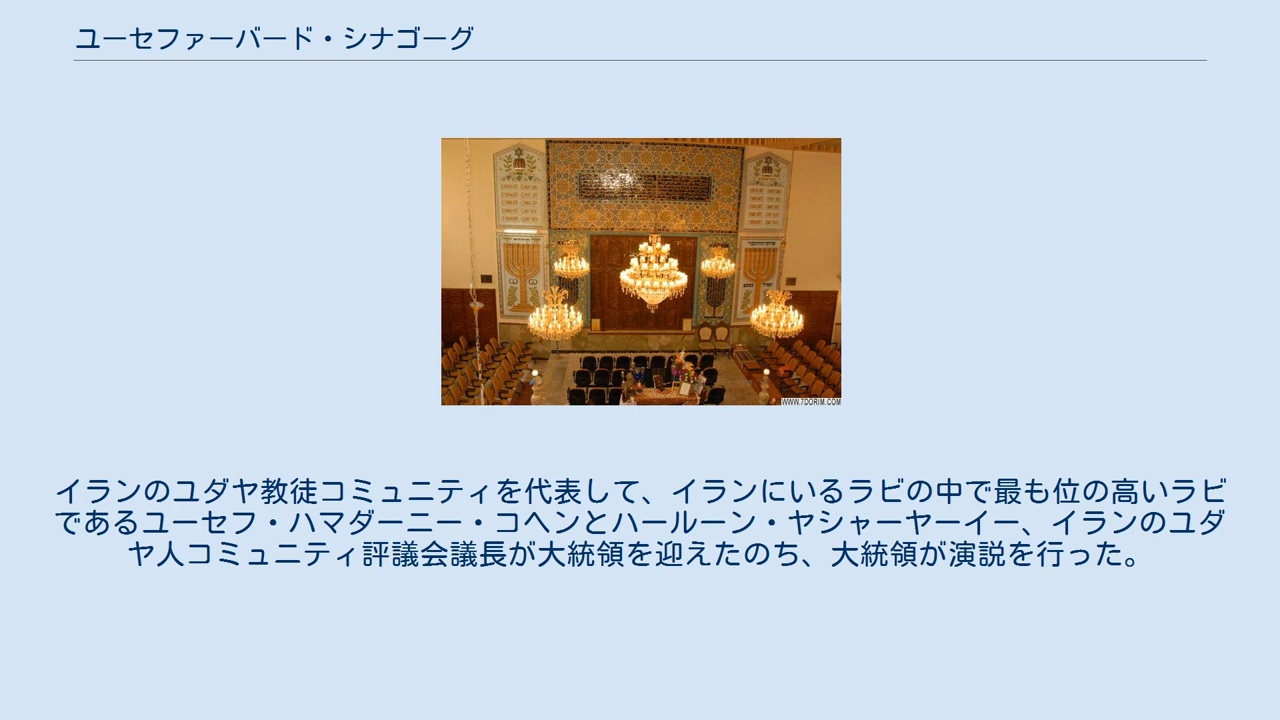 ユーセファーバード・シナゴーグ
WWW.7DORIM.COM
イランのユダヤ教徒コミュニティを代表して、イランにいるラビの中で最も位の高いラビ
であるユーセフ・ハマダーニー・コヘンとハールーン・ヤシャーヤーイー、イランのユダ
ヤ人コミュニティ評議会議長が大統領を迎えたのち、大統領が演説を行った。